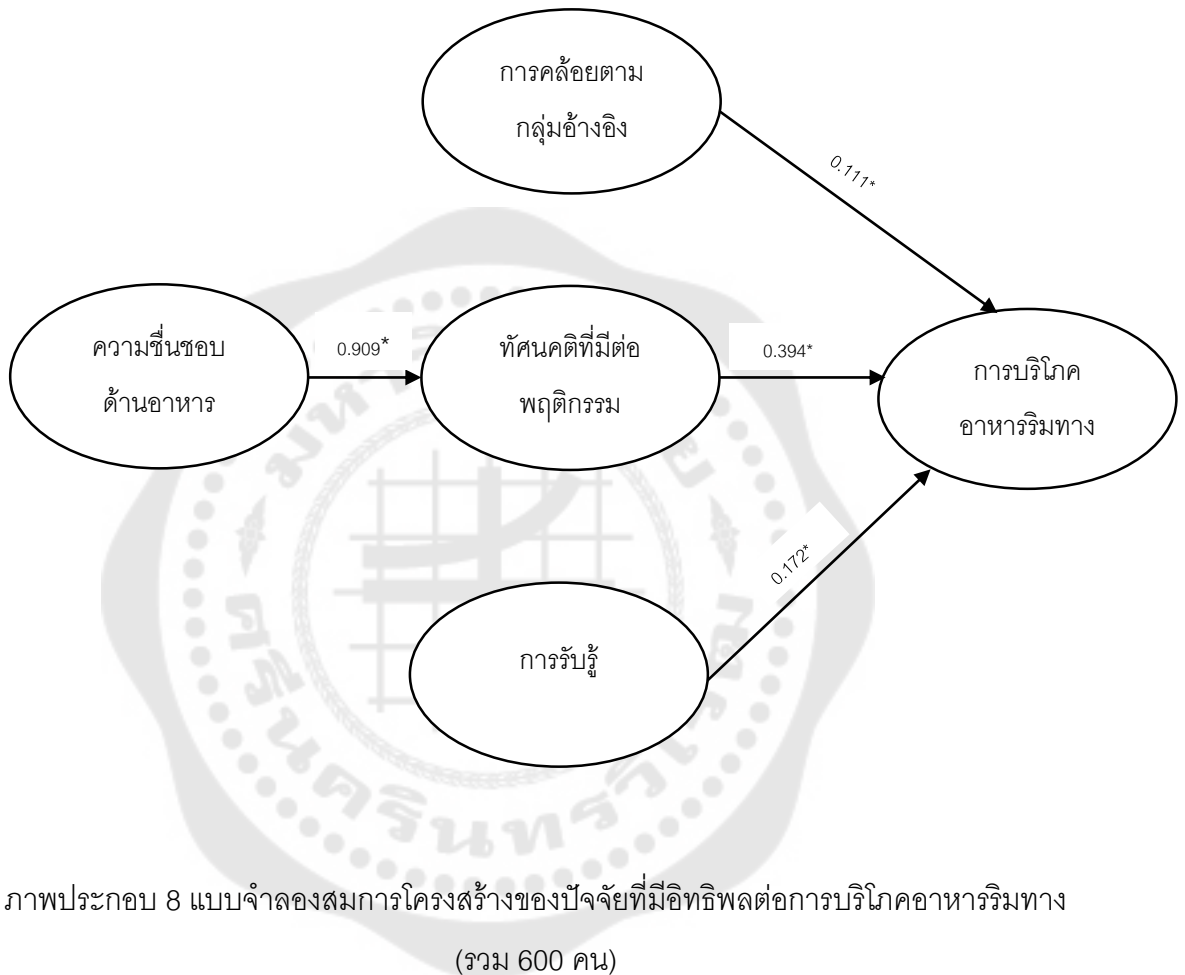 การคล้อยตาม
กลุ่มอ้างอิง
0.111*
ความชื่นชอบ
ด้านอาหาร
0.909*
ทัศนคติที่มีต่อ
พฤติกรรม
0.394*
การบริโภค
อาหารริมทาง
0.172*
การรับรู้
ภาพประกอบ 8 แบบจำลองสมการโครงสร้างของปัจจัยที่มีอิทธิพลต่อการบริโภคอาหารริมทาง
(รวม 600 คน)